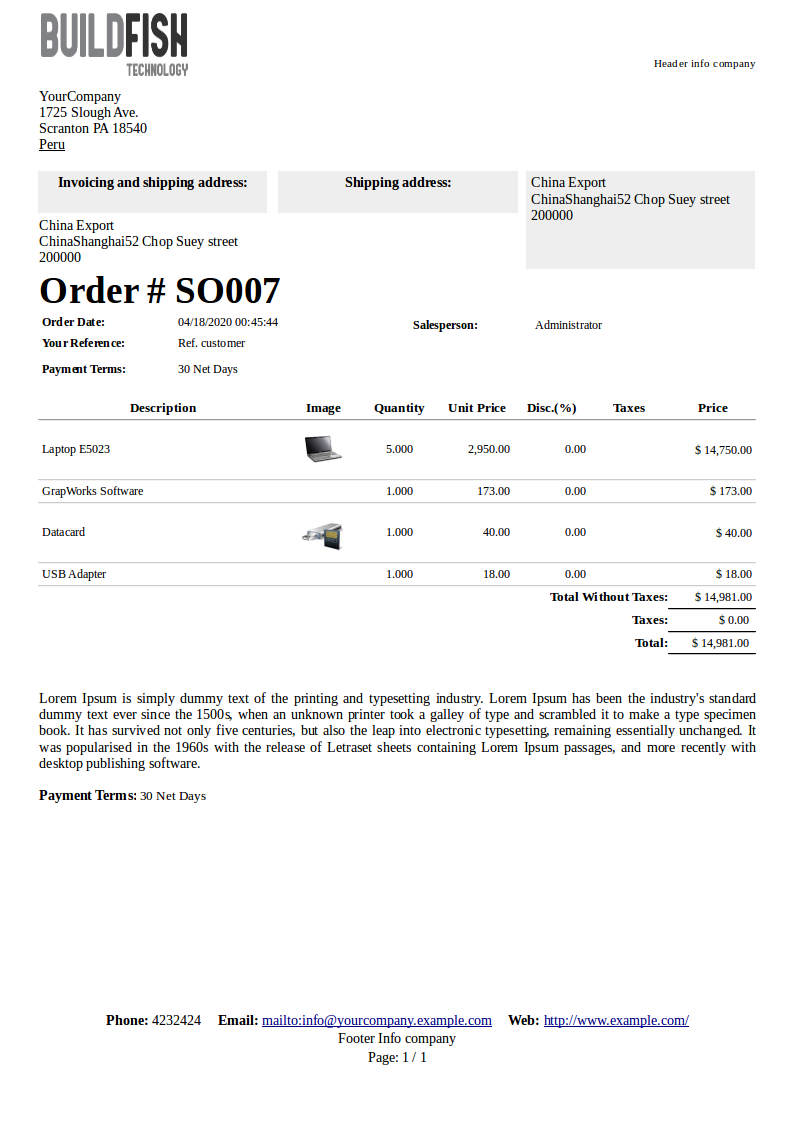 BUILDFISH
TECHNOLOGY
Header info company
YourCompany
1725 Slough Ave.
Scranton PA 18540
Peru
Invoicing and shipping address:
Shipping address:
China Export
ChinaShanghai52 Chop Suey street
200000
China Export
ChinaShanghai52 Chop Suey street
200000
Order # SO007
Order Date: 04/18/2020 00:45:44 Salesperson: Administrator
Your Reference: Ref. customer
Payment Terms: 30 Net Days
Description Image Quantity Unit Price Disc.(%) Taxes Price
Laptop E5023 5.000 2,950.00 0.00 $ 14,750.00
GrapWorks Software 1.000 173.00 0.00 $ 173.00
Datacard 1.000 40.00 0.00 $ 40.00
USB Adapter 1.000 18.00 0.00 $ 18.00
Total Without Taxes: $ 14,981.00
Taxes: $ 0.00
Total: $ 14,981.00
Lorem Ipsum is simply dummy text of the printing and typesetting industry. Lorem Ipsum has been the industry's standard
dummy text ever since the 1500s, when an unknown printer took a galley of type and scrambled it to make a type specimen
book. It has survived not only five centuries, but also the leap into electronic typesetting, remaining essentially unchanged. It
was popularised in the 1960s with the release of Letraset sheets containing Lorem Ipsum passages, and more recently with
desktop publishing software.
Payment Terms: 30 Net Days
Phone: 4232424 Email: mailto:info@yourcompany.example.com Web: http://www.example.com/
Footer Info company
Page: 1 / 1